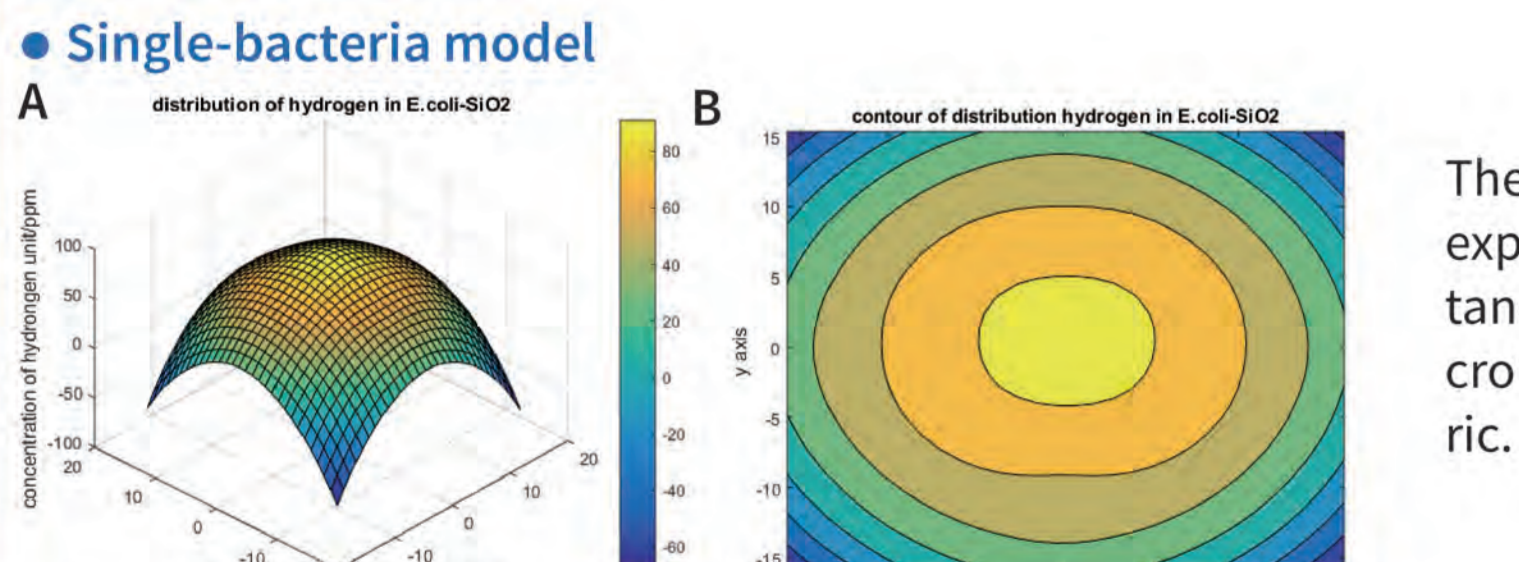 ● Single-bacteria model
A
distribution of hydrogen in E.coli-SiO2
concentration of hydrongen unit/ppm
100
50
0
-50
-100
20
10
0
-10
20
10
0
-10
80
60
40
20
0
-20
-40
-60
B
contour of distribution hydrogen in E.coli-SiO2
y axis
15
10
5
0
-5
-10
-15
The
exp
tan
cro
ric.